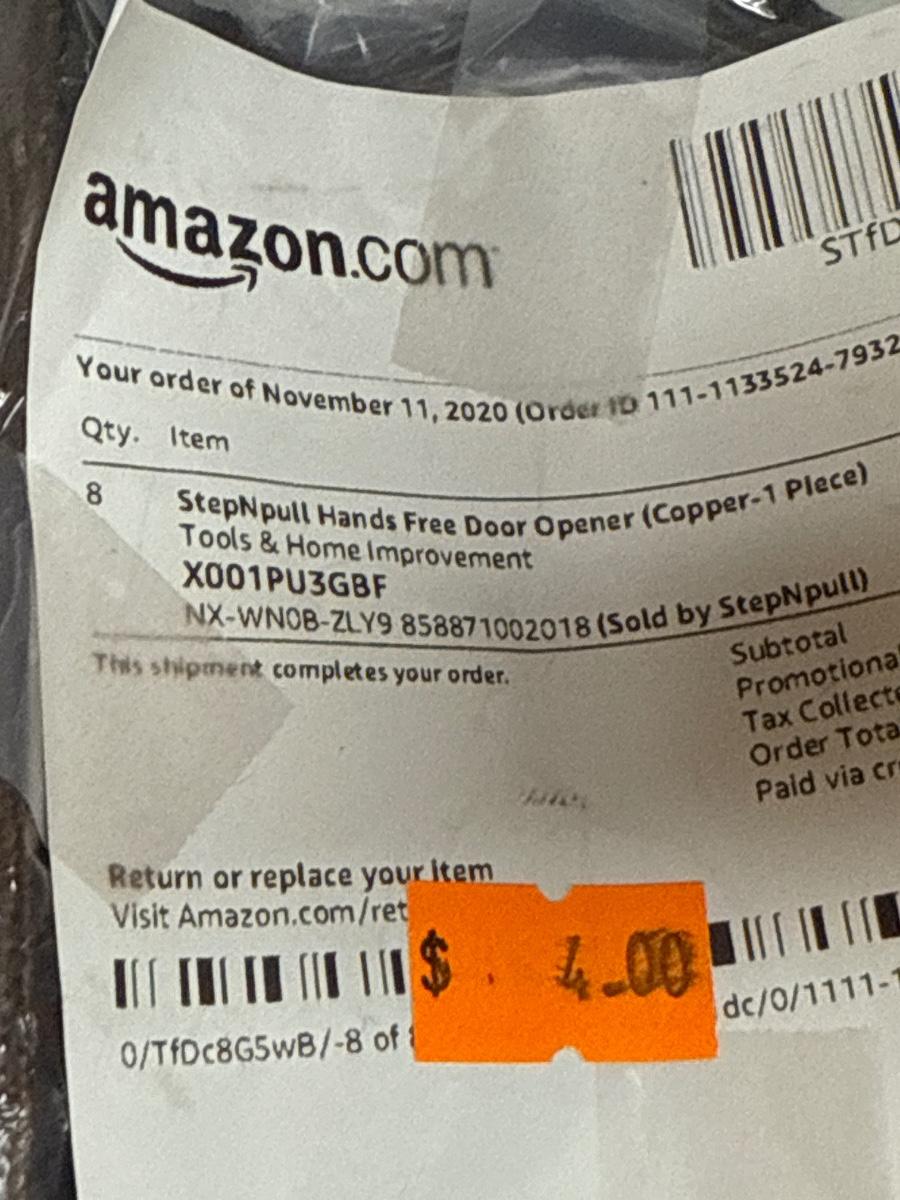 amazon.com
STfD
Your order of November 11, 2020 (Order ID 111-1133524-7932
Qty. Item
8 StepNpull Hands Free Door Opener (Copper-1 Piece)
Tools & Home Improvement
X001PU3GBF
NX-WN0B-ZLY9 858871002018 (Sold by StepNpull)
This shipment completes your order.
Subtotal
Promotional
Tax Collecte
Order Tota
Paid via cr
Return or replace your item
Visit Amazon.com/ret
$ 4.00
0/TfDc8G5wB/-8 of
dc/0/1111-1